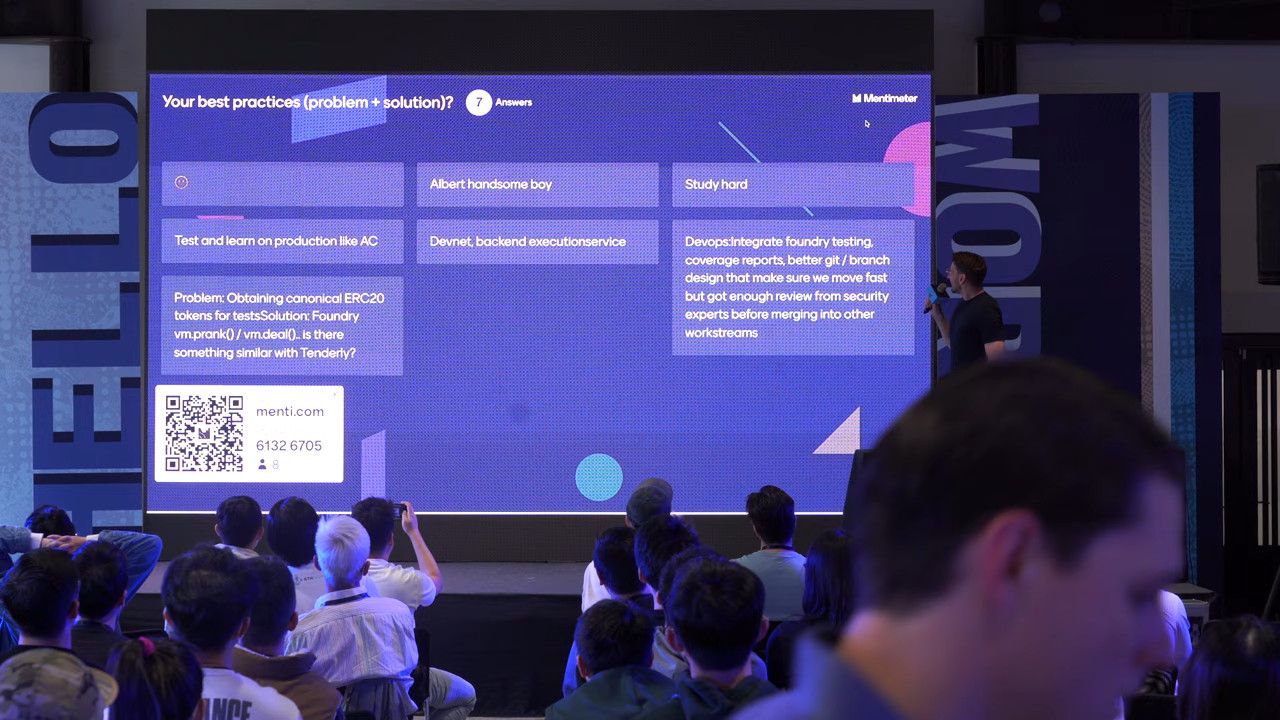 HELLO
Your best practices (problem + solution)?
7 Answers
Mentimeter
Albert handsome boy
Study hard
Test and learn on production like AC
Devnet, backend executionservice
Devops:Integrate foundry testing,
coverage reports, better git / branch
design that make sure we move fast
but got enough review from security
experts before merging into other
workstreams
Problem: Obtaining canonical ERC20
tokens for testsSolution: Foundry
vm.prank() / vm.deal().. is there
something similar with Tenderly?
menti.com
6132 6705
8